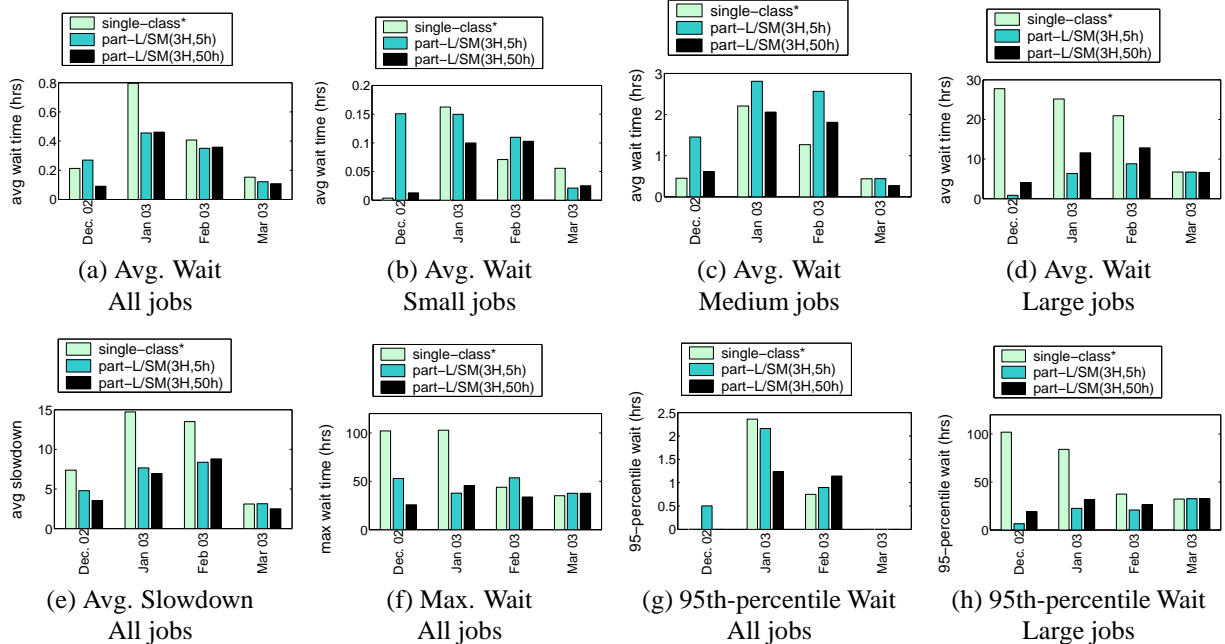 single−class*
part−L/SM(3H,5h)
part−L/SM(3H,50h)
avg wait time (hrs)
0.8
0.6
0.4
0.2
0
Dec. 02
Jan 03
Feb 03
Mar 03
(a) Avg. Wait
All jobs
single−class*
part−L/SM(3H,5h)
part−L/SM(3H,50h)
avg wait time (hrs)
0.2
0.15
0.1
0.05
0
Dec. 02
Jan 03
Feb 03
Mar 03
(b) Avg. Wait
Small jobs
single−class*
part−L/SM(3H,5h)
part−L/SM(3H,50h)
avg wait time (hrs)
3
2
1
0
Dec. 02
Jan 03
Feb 03
Mar 03
(c) Avg. Wait
Medium jobs
single−class*
part−L/SM(3H,5h)
part−L/SM(3H,50h)
avg wait time (hrs)
30
20
10
0
Dec. 02
Jan 03
Feb 03
Mar 03
(d) Avg. Wait
Large jobs
single−class*
part−L/SM(3H,5h)
part−L/SM(3H,50h)
avg slowdown
15
10
5
0
Dec. 02
Jan 03
Feb 03
Mar 03
(e) Avg. Slowdown
All jobs
single−class*
part−L/SM(3H,5h)
part−L/SM(3H,50h)
max wait time (hrs)
100
50
0
Dec. 02
Jan 03
Feb 03
Mar 03
(f) Max. Wait
All jobs
single−class*
part−L/SM(3H,5h)
part−L/SM(3H,50h)
95−percentile wait (hrs)
2.5
2
1.5
1
0.5
0
Dec. 02
Jan 03
Feb 03
Mar 03
(g) 95th-percentile Wait
All jobs
single−class*
part−L/SM(3H,5h)
part−L/SM(3H,50h)
95−percentile wait (hrs)
100
50
0
Dec. 02
Jan 03
Feb 03
Mar 03
(h) 95th-percentile Wait
Large jobs